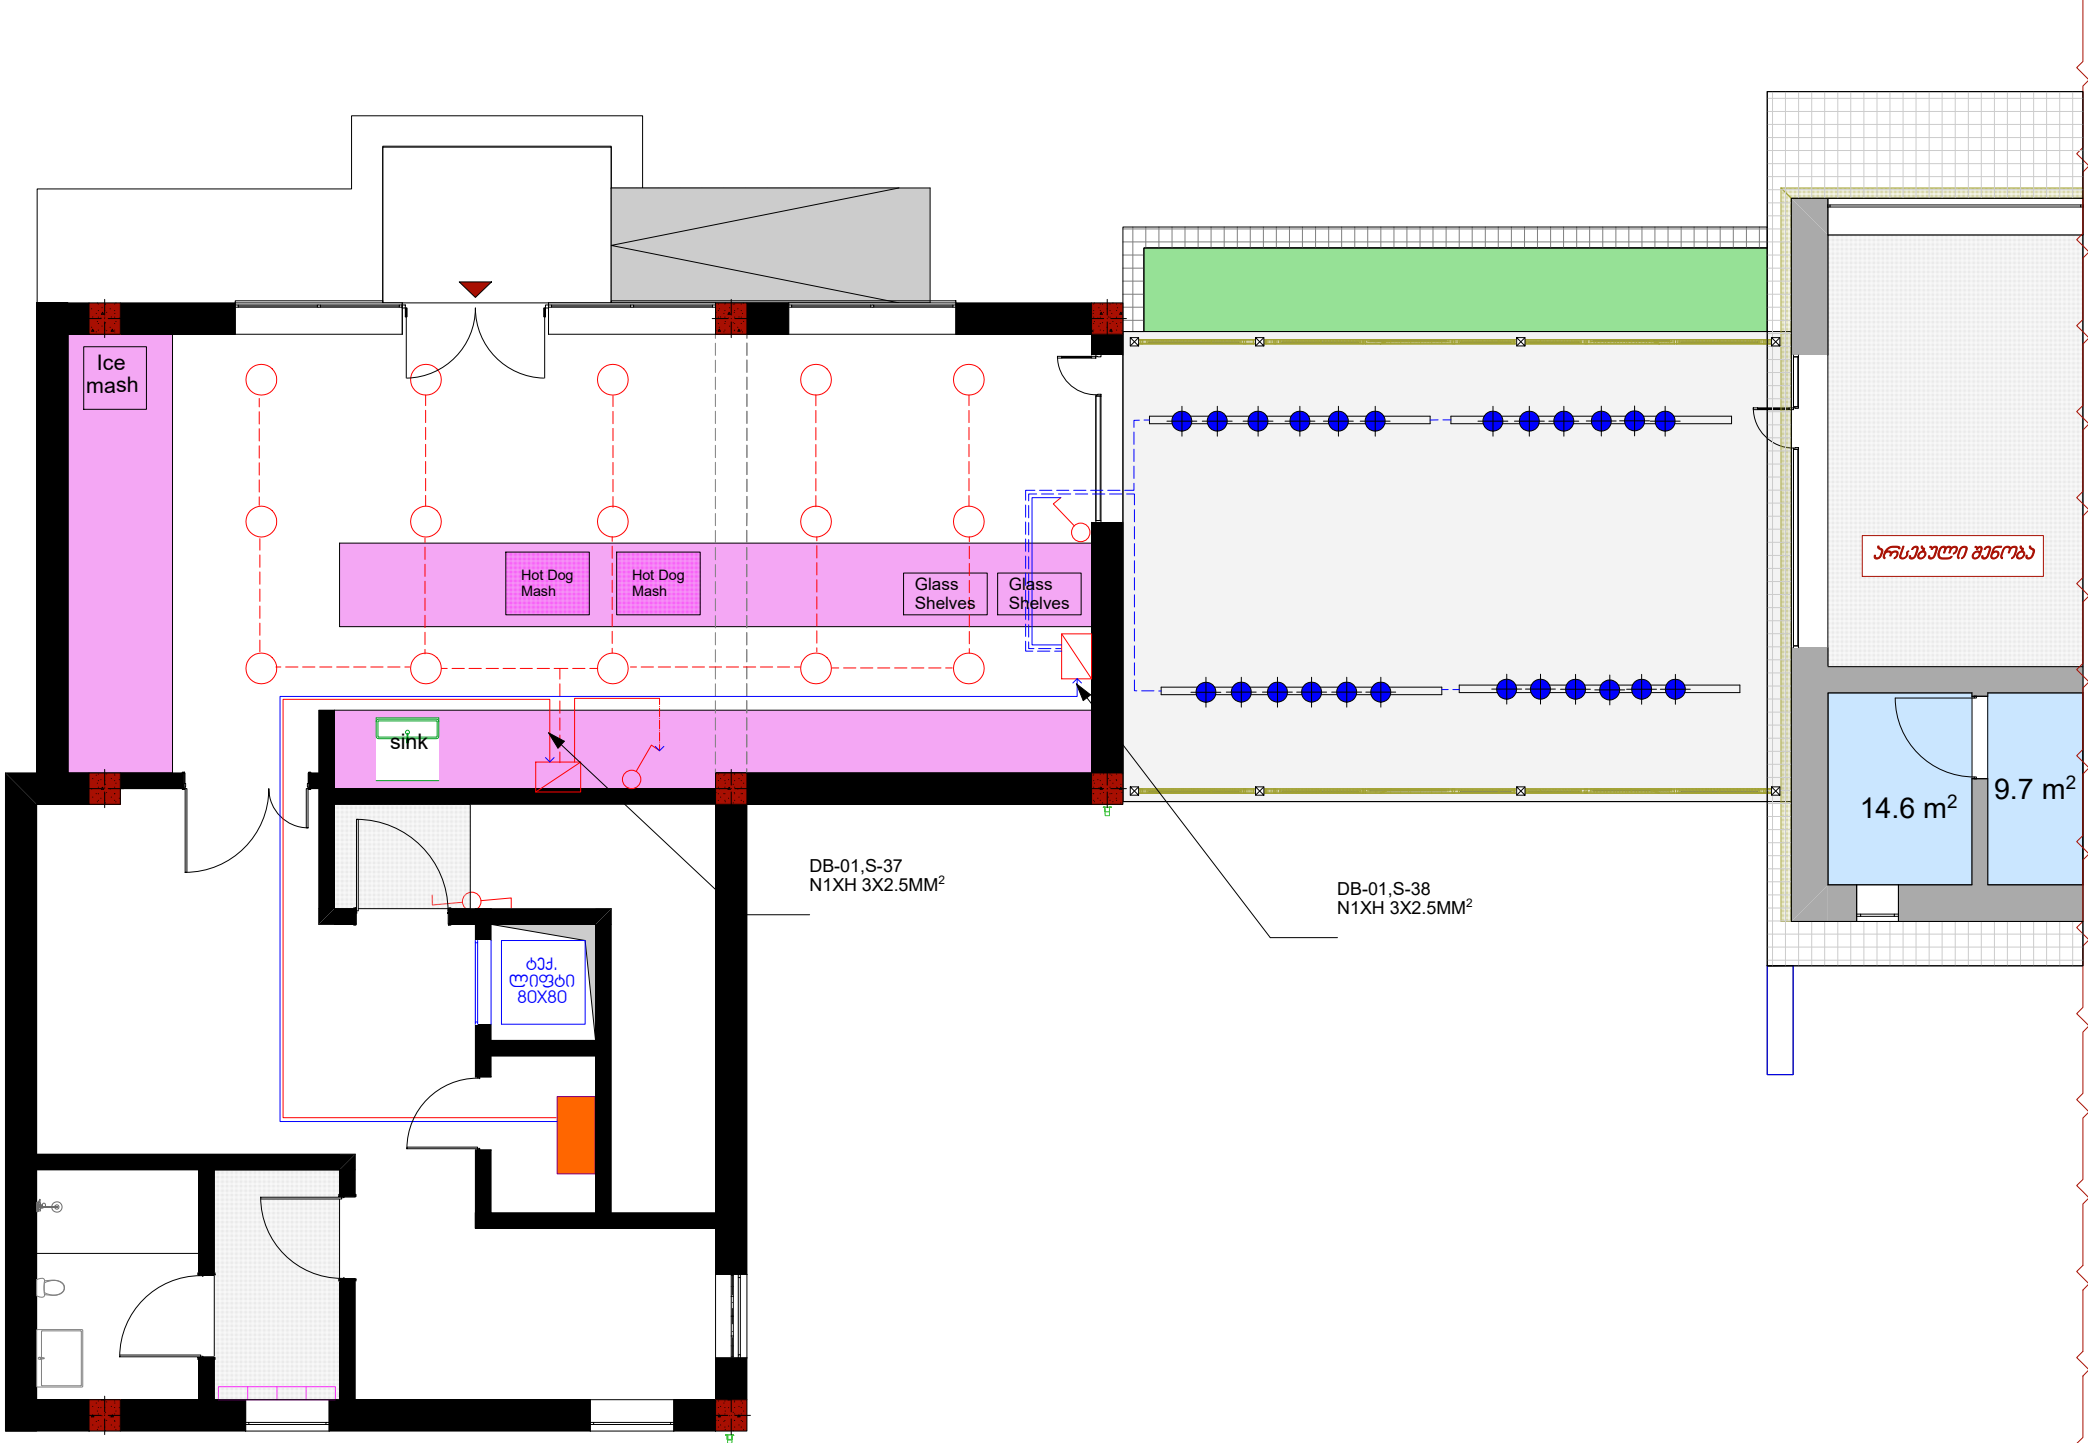 Ice
mash
Hot Dog
Mash
Hot Dog
Mash
Glass
Shelves
Glass
Shelves
არსებული შენობა
sink
14.6 m²
9.7 m²
DB-01,S-37
N1XH 3X2.5MM²
DB-01,S-38
N1XH 3X2.5MM²
ტექ.
ლიფტი
80X80